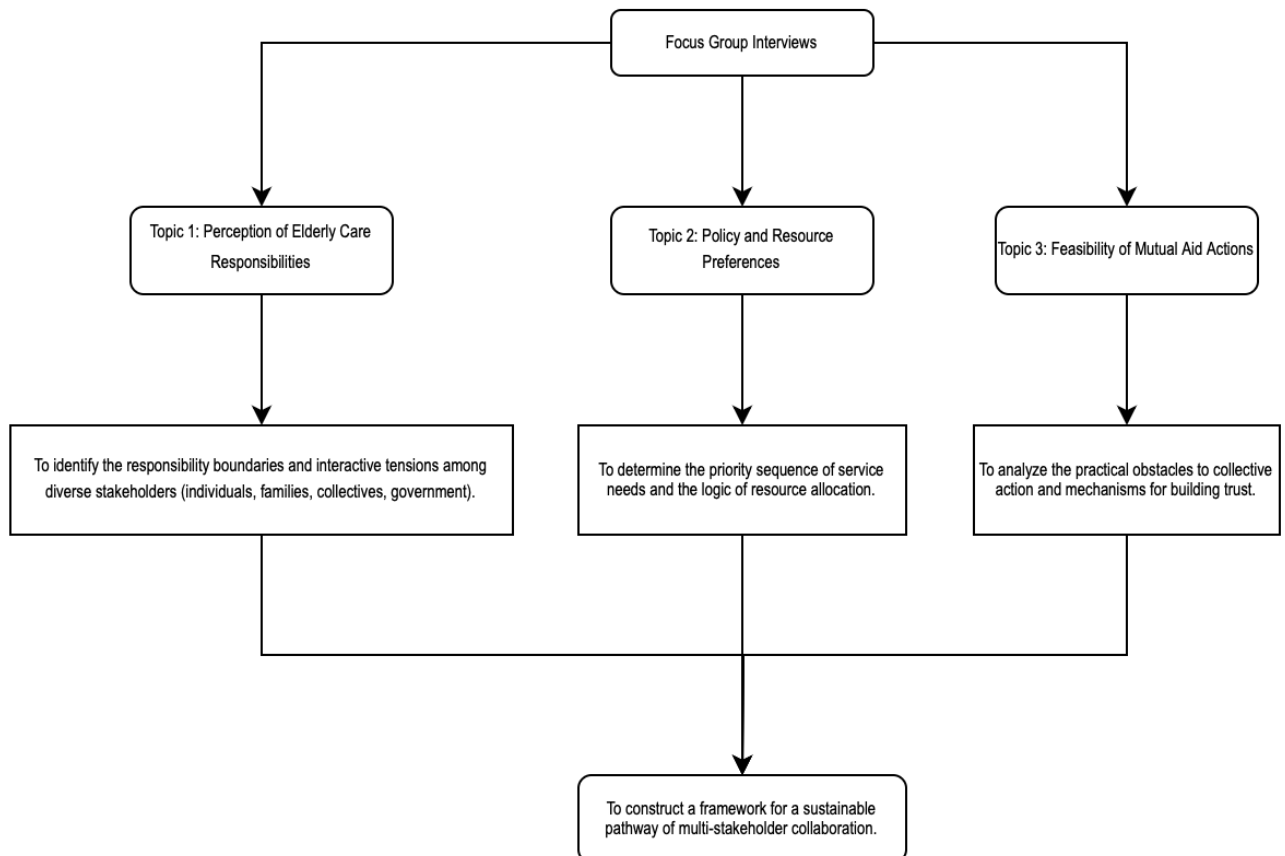 Focus Group Interviews
Topic 1: Perception of Elderly Care
Responsibilities
Topic 2: Policy and Resource
Preferences
Topic 3: Feasibility of Mutual Aid Actions
To identify the responsibility boundaries and interactive tensions among
diverse stakeholders (individuals, families, collectives, government).
To determine the priority sequence of service
needs and the logic of resource allocation.
To analyze the practical obstacles to collective
action and mechanisms for building trust.
To construct a framework for a sustainable
pathway of multi-stakeholder collaboration.